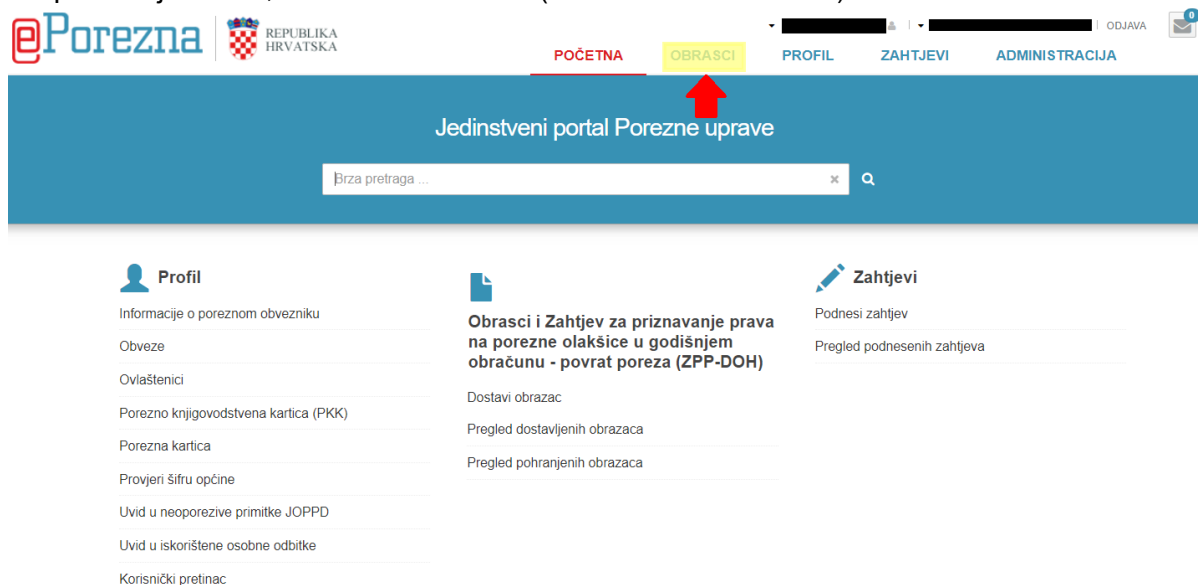 ePorezna
REPUBLIKA
HRVATSKA
ODJAVA
0
POČETNA
OBRASCI
PROFIL
ZAHTJEVI
ADMINISTRACIJA
Jedinstveni portal Porezne uprave
Brza pretraga ...
Profil
Informacije o poreznom obvezniku
Obveze
Ovlaštenici
Porezno knjigovodstvena kartica (PKK)
Porezna kartica
Provjeri šifru općine
Uvid u neoporezive primitke JOPPD
Uvid u iskorištene osobne odbitke
Korisnički pretinac
Obrasci i Zahtjev za priznavanje prava
na porezne olakšice u godišnjem
obračunu - povrat poreza (ZPP-DOH)
Dostavi obrazac
Pregled dostavljenih obrazaca
Pregled pohranjenih obrazaca
Zahtjevi
Podnesi zahtjev
Pregled podnesenih zahtjeva